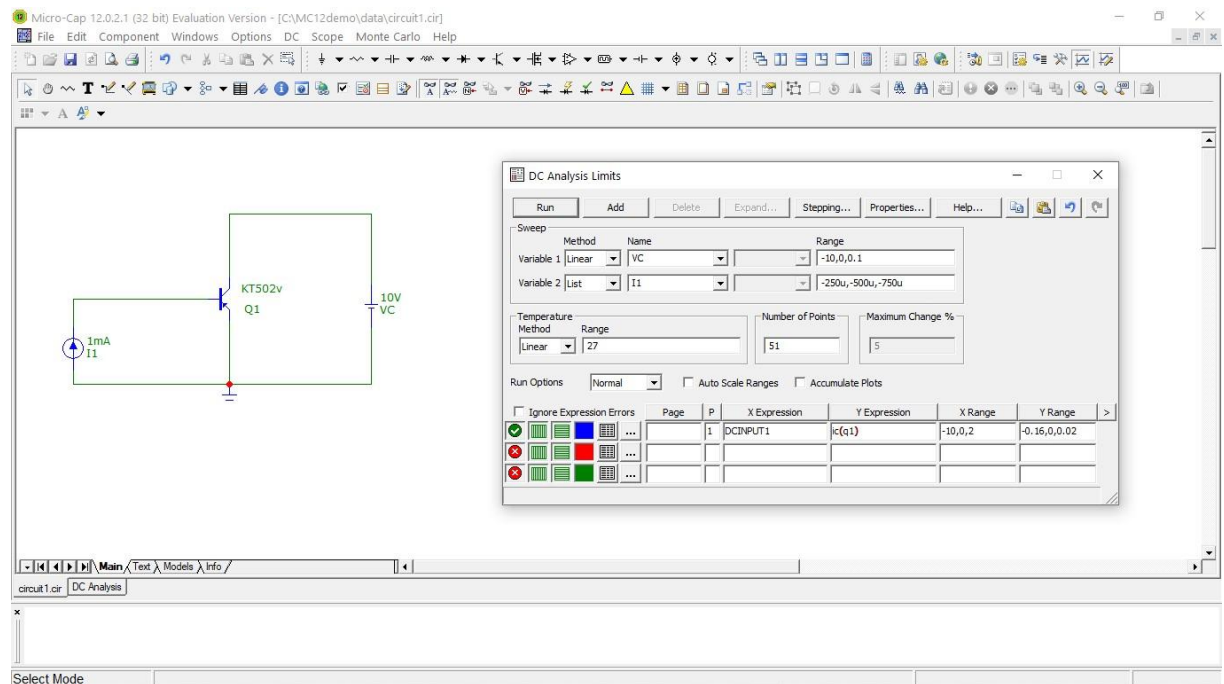 Micro-Cap 12.0.2.1 (32 bit) Evaluation Version - [C:\MC12demo\data\circuit1.cir]
File Edit Component Windows Options DC Scope Monte Carlo Help
KT502v
Q1
10V
VC
1mA
I1
DC Analysis Limits
Run Add Delete Expand... Stepping... Properties... Help...
Sweep
Method Name Range
Variable 1 Linear VC -10,0,0.1
Variable 2 List I1 -250u,-500u,-750u
Temperature Number of Points Maximum Change %
Method Range
Linear 27 51 5
Run Options Normal Auto Scale Ranges Accumulate Plots
Ignore Expression Errors Page P X Expression Y Expression X Range Y Range >
... 1 DCINPUT1 ic(q1) -10,0,2 -0.16,0,0.02
...
...
Main Text Models Info
circuit1.cir DC Analysis
Select Mode